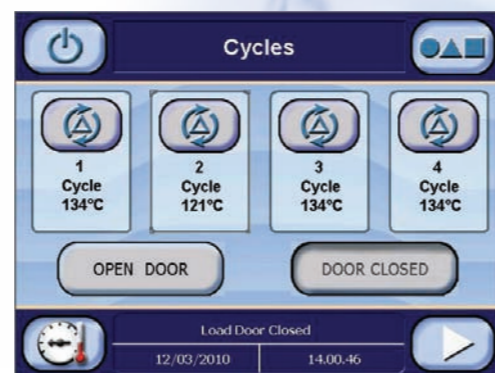 Cycles
1
Cycle
134°C
2
Cycle
121°C
3
Cycle
134°C
4
Cycle
134°C
OPEN DOOR
DOOR CLOSED
Load Door Closed
12/03/2010
14.00.46